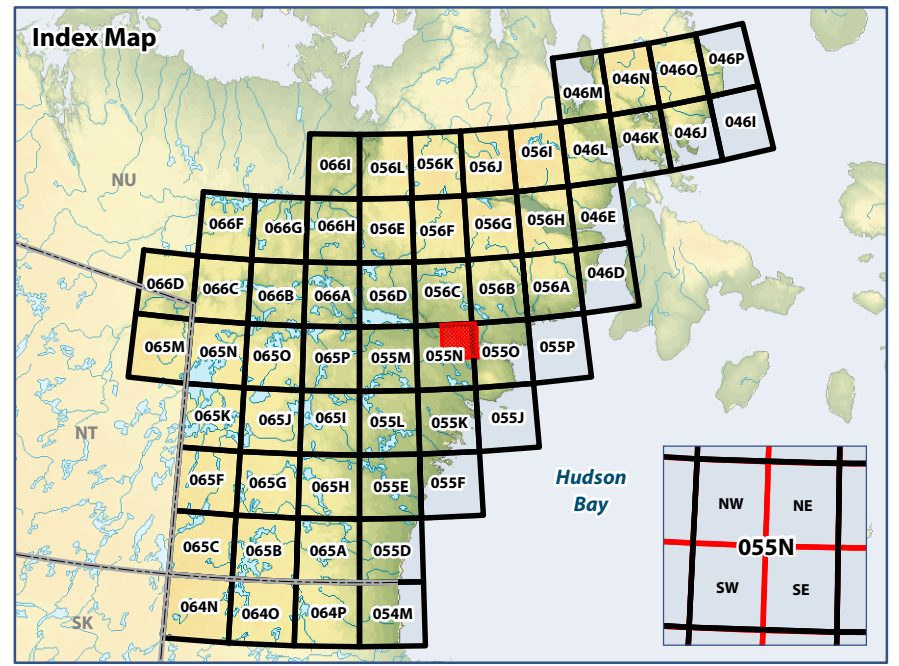 Index Map
046P
046O
046N
046M
046I
046J
046K
046L
056I
056J
056K
056L
066I
NU
046E
056H
056G
056F
056E
066H
066G
066F
046D
056A
056B
056C
056D
066A
066B
066C
066D
055P
055O
055N
055M
065P
065O
065N
065M
055J
055K
055L
065I
065J
065K
NT
055F
055E
065H
065G
065F
Hudson
Bay
NW NE
055N
SW SE
055D
065A
065B
065C
054M
064P
064O
064N
SK